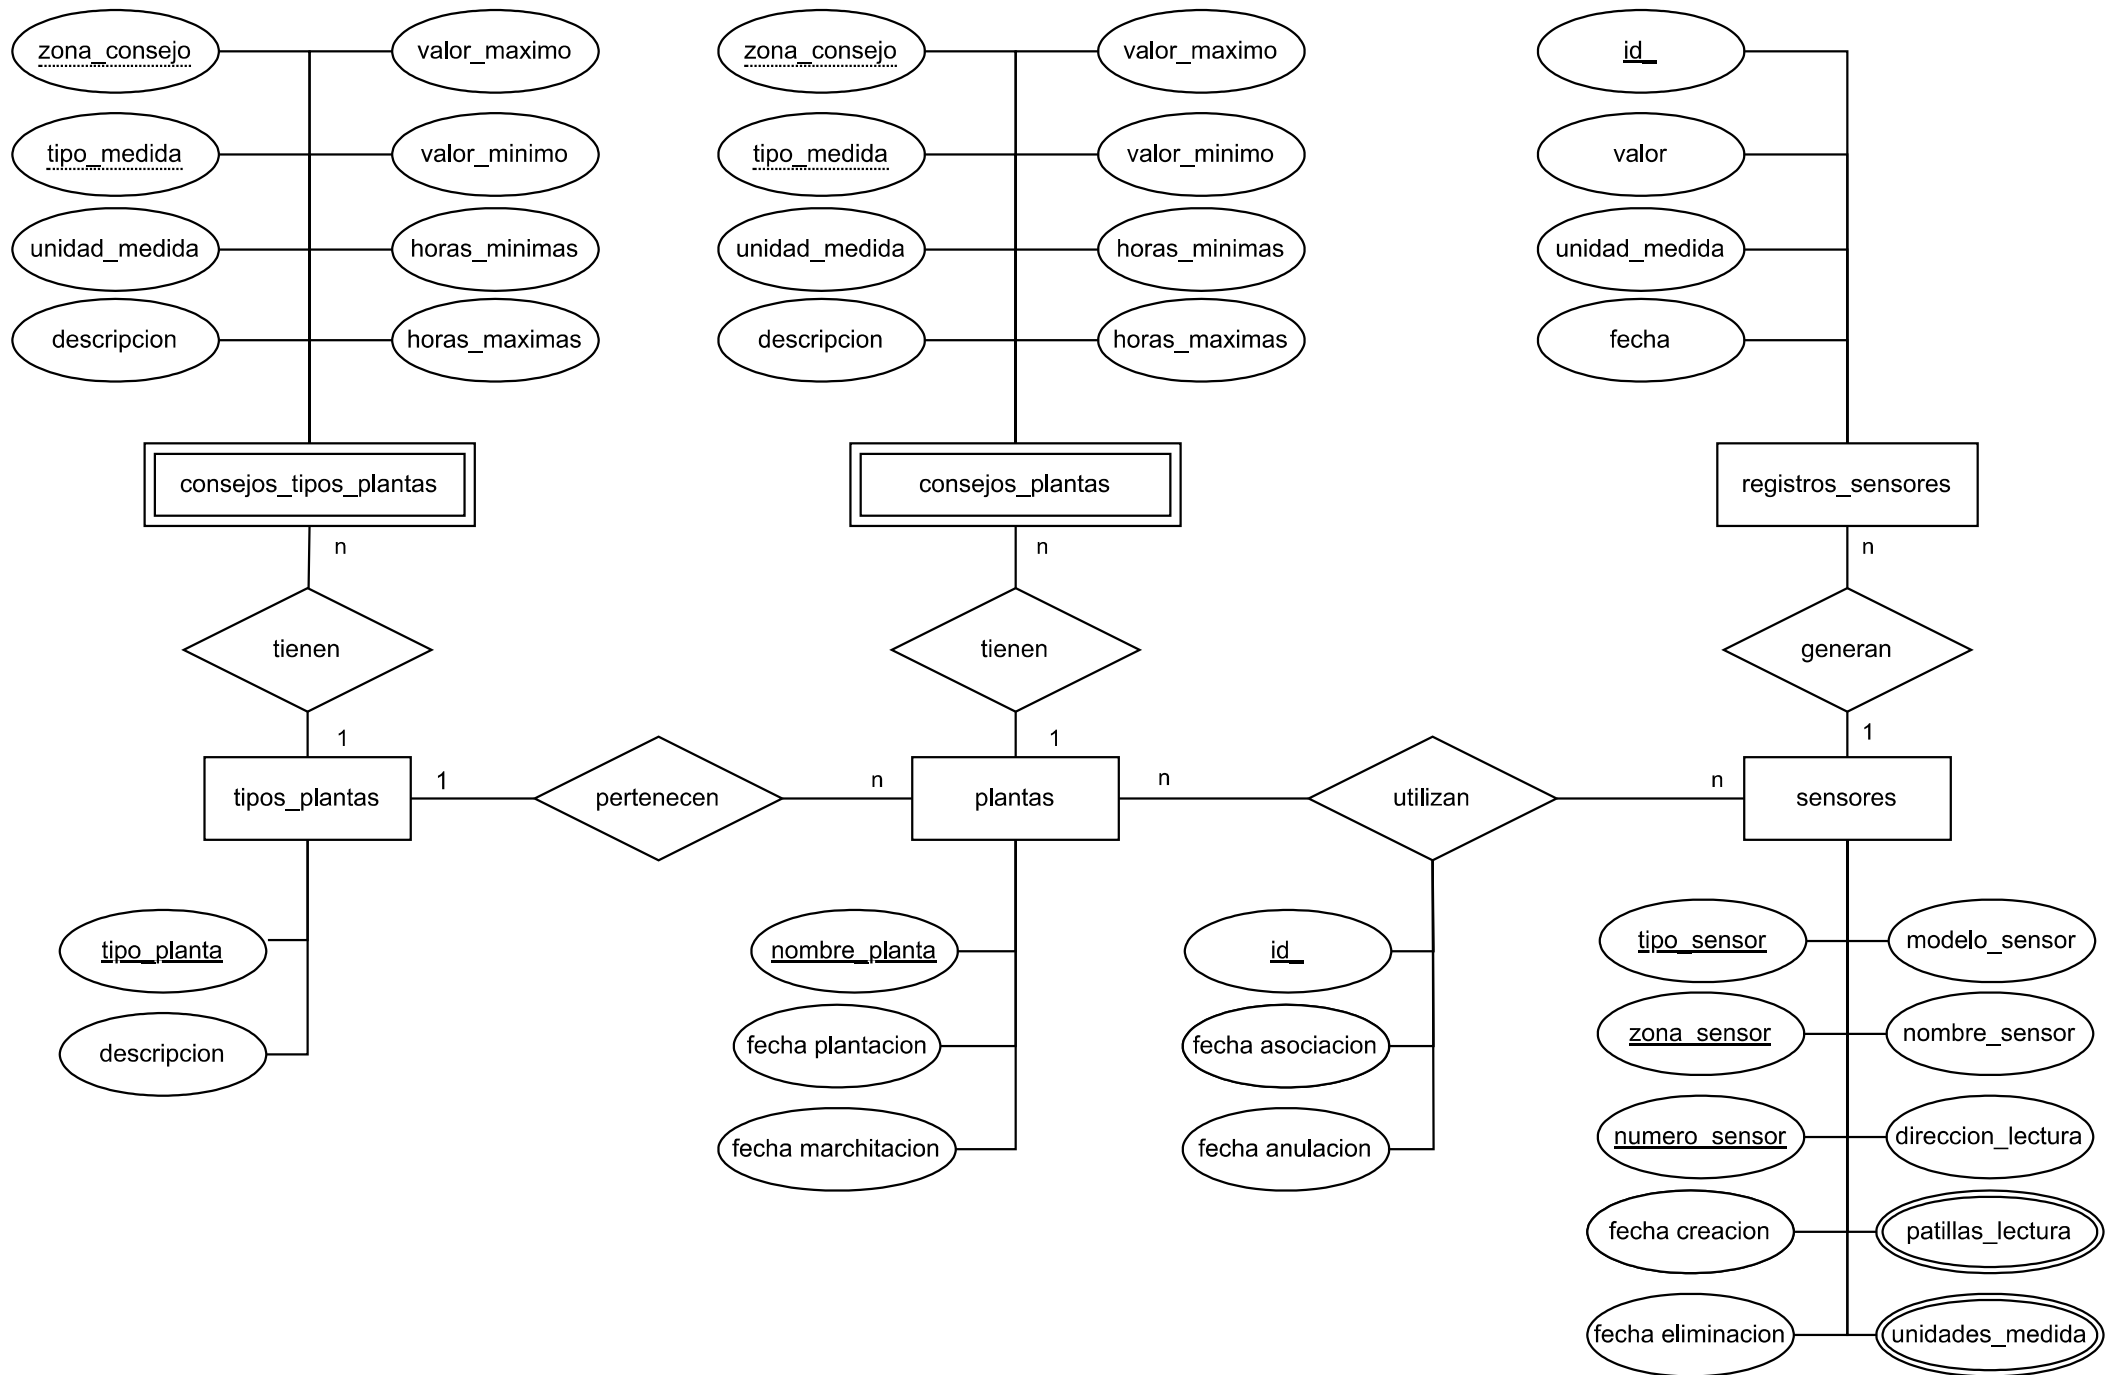 zona_consejo
valor_maximo
zona_consejo
valor_maximo
id_
tipo_medida
valor_minimo
tipo_medida
valor_minimo
valor
unidad_medida
horas_minimas
unidad_medida
horas_minimas
unidad_medida
descripcion
horas_maximas
descripcion
horas_maximas
fecha
consejos_tipos_plantas
consejos_plantas
registros_sensores
n
n
n
tienen
tienen
generan
1
1
1
tipos_plantas
1
pertenecen
n
plantas
n
utilizan
n
sensores
tipo_planta
nombre_planta
id_
tipo_sensor
modelo_sensor
descripcion
fecha plantacion
fecha asociacion
zona_sensor
nombre_sensor
fecha marchitacion
fecha anulacion
numero_sensor
direccion_lectura
fecha creacion
patillas_lectura
fecha eliminacion
unidades_medida